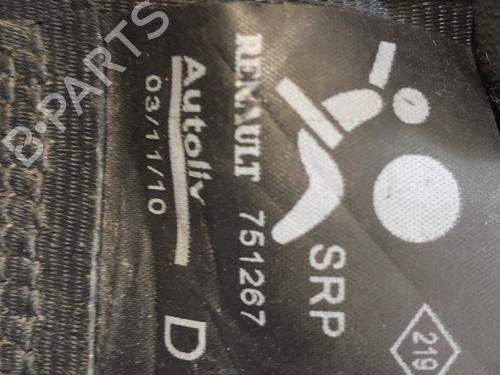 SRP
219
RENAULT 751267
Autoliv
03/11/10
D
B-PARTS